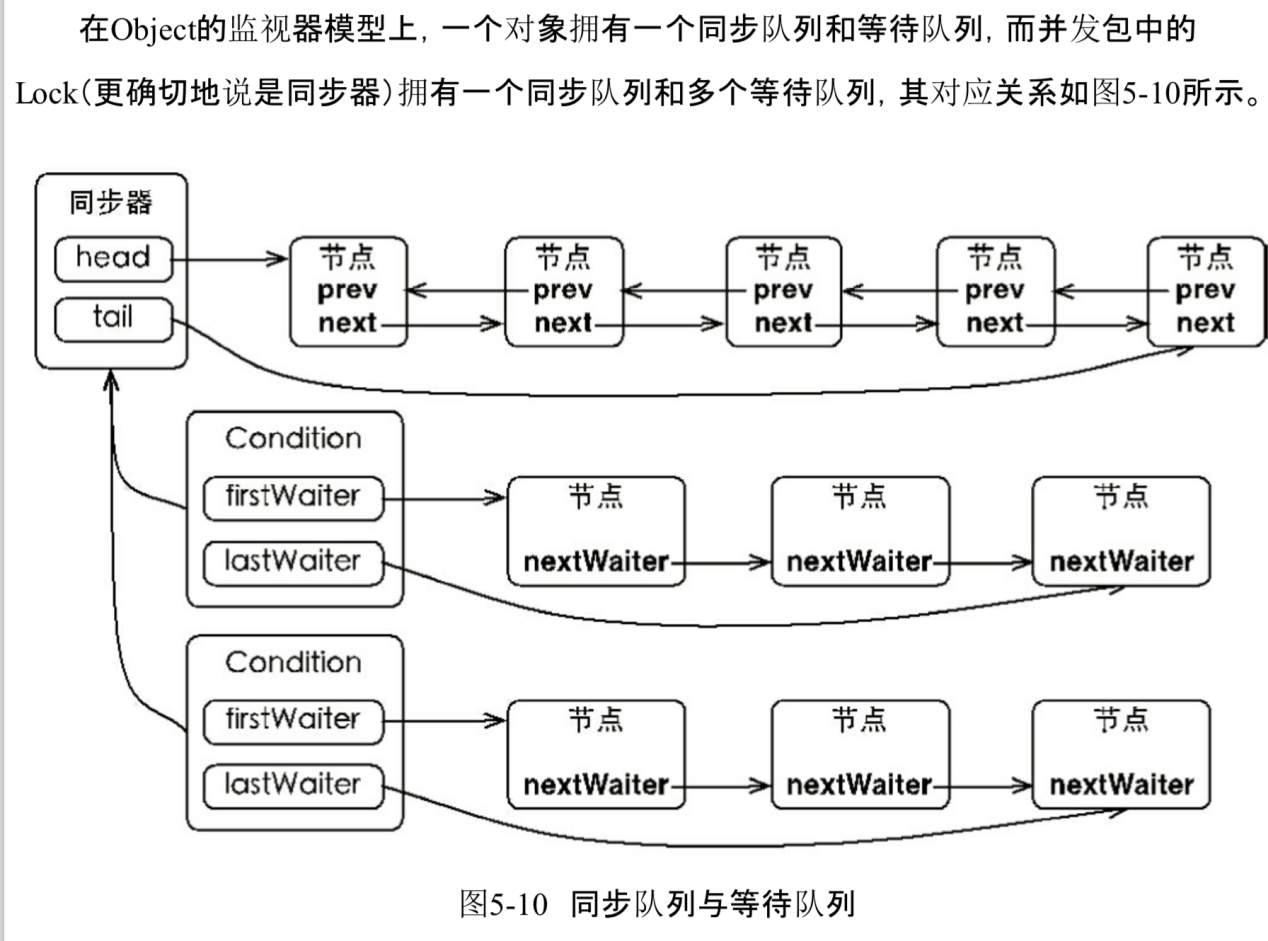 在Object的监视器模型上，一个对象拥有一个同步队列和等待队列，而并发包中的
Lock（更确切地说是同步器）拥有一个同步队列和多个等待队列，其对应关系如图5-10所示。
同步器
head
tail
节点
prev
next
节点
prev
next
节点
prev
next
节点
prev
next
节点
prev
next
Condition
firstWaiter
lastWaiter
节点
nextWaiter
节点
nextWaiter
节点
nextWaiter
Condition
firstWaiter
lastWaiter
节点
nextWaiter
节点
nextWaiter
节点
nextWaiter
图5-10 同步队列与等待队列